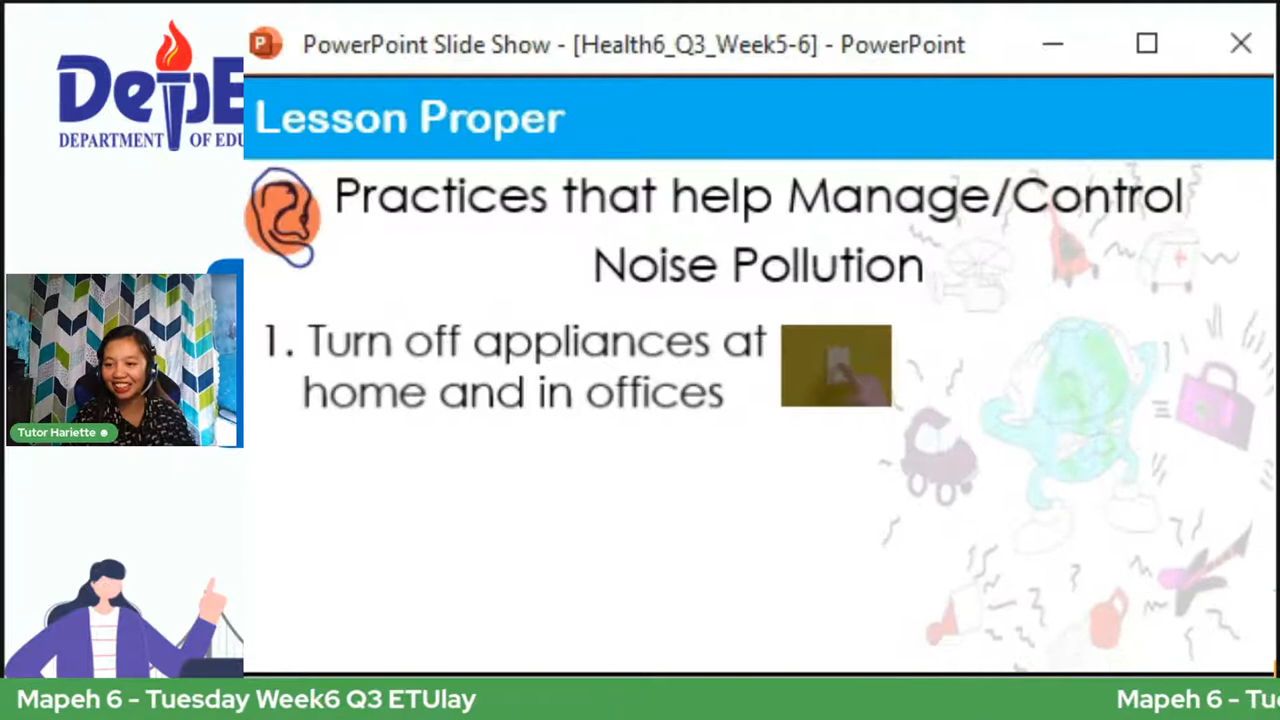 DepE
DEPARTMENT OF EDU
PowerPoint Slide Show - [Health6_Q3_Week5-6] - PowerPoint
Lesson Proper
Practices that help Manage/Control
Noise Pollution
1. Turn off appliances at
home and in offices
Tutor Hariette
Mapeh 6 - Tuesday Week6 Q3 ETUlay
Mapeh 6 - Tu